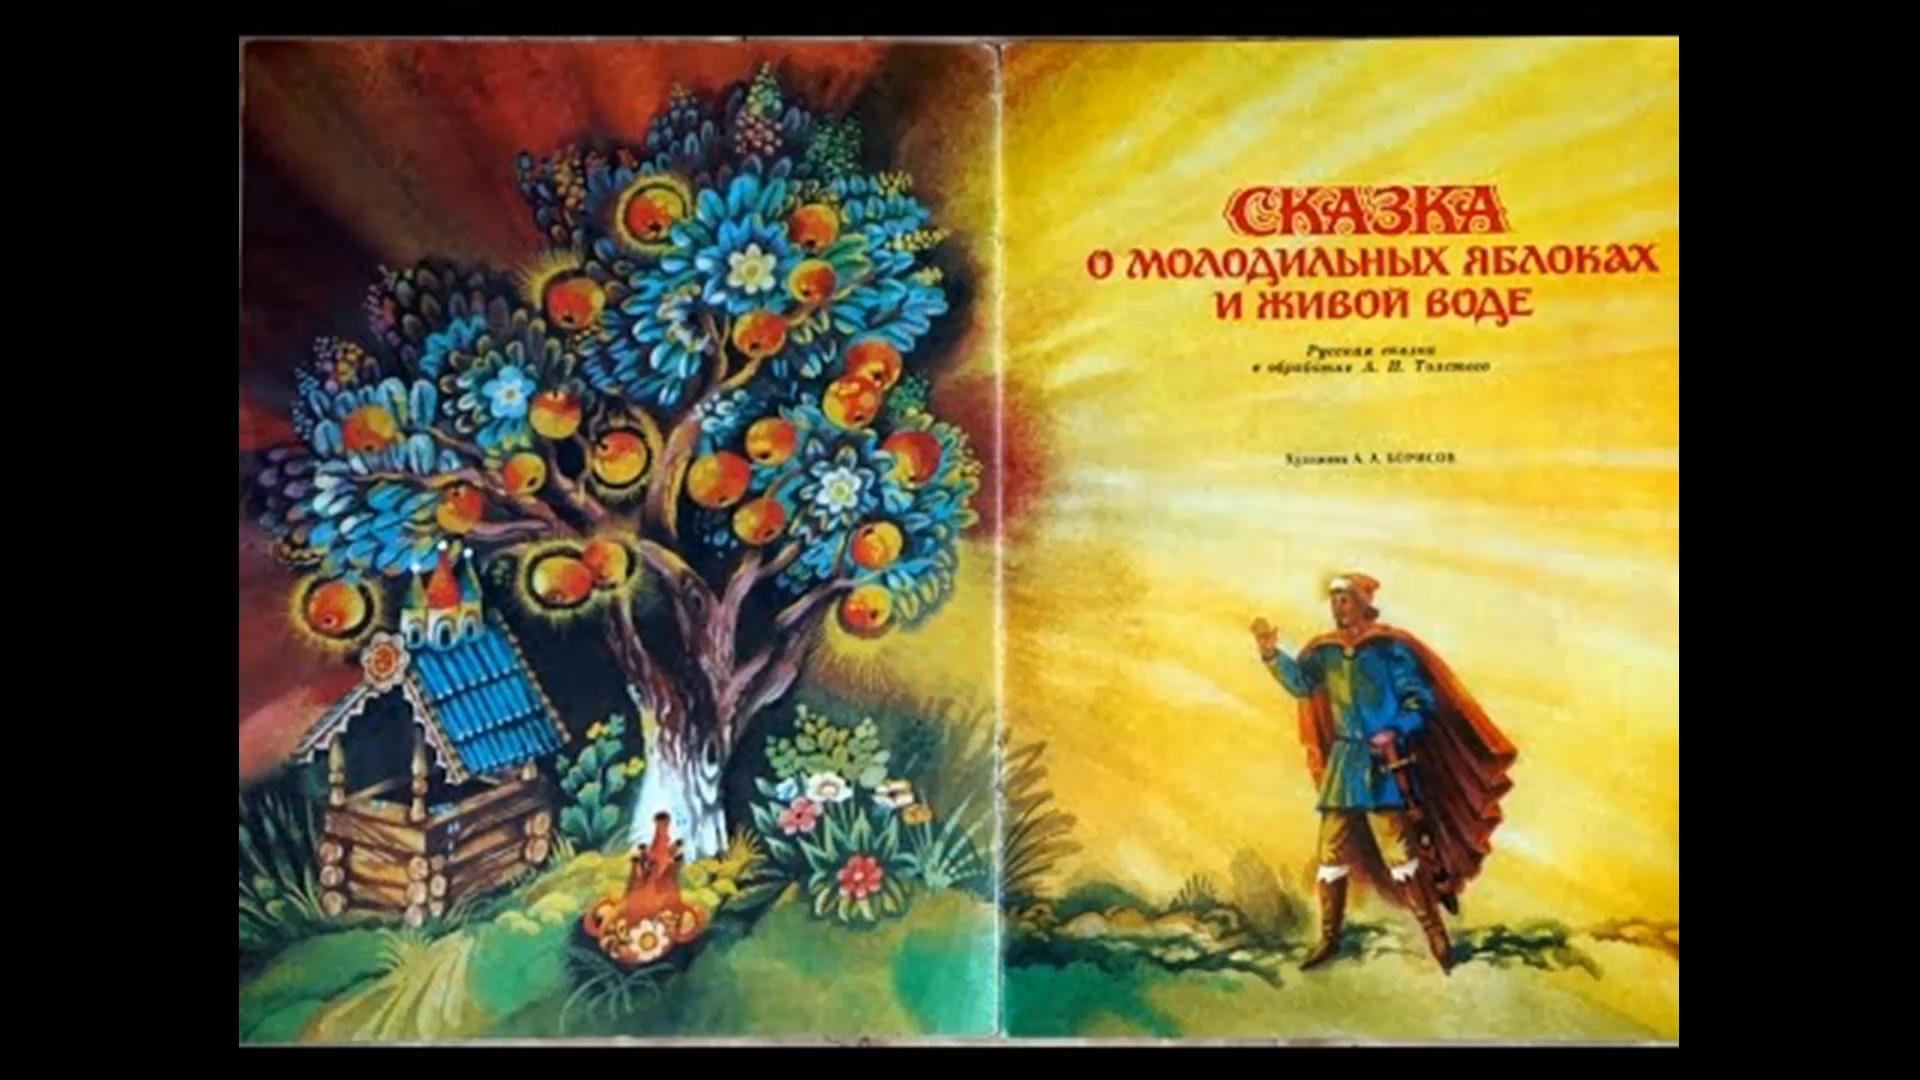 СКАЗКА
О МОЛОДИЛЬНЫХ ЯБЛОКАХ
И ЖИВОЙ ВОДЕ
Русская сказка
в обработке А. Н. Толстого
Художник А. А. БОРИСОВ